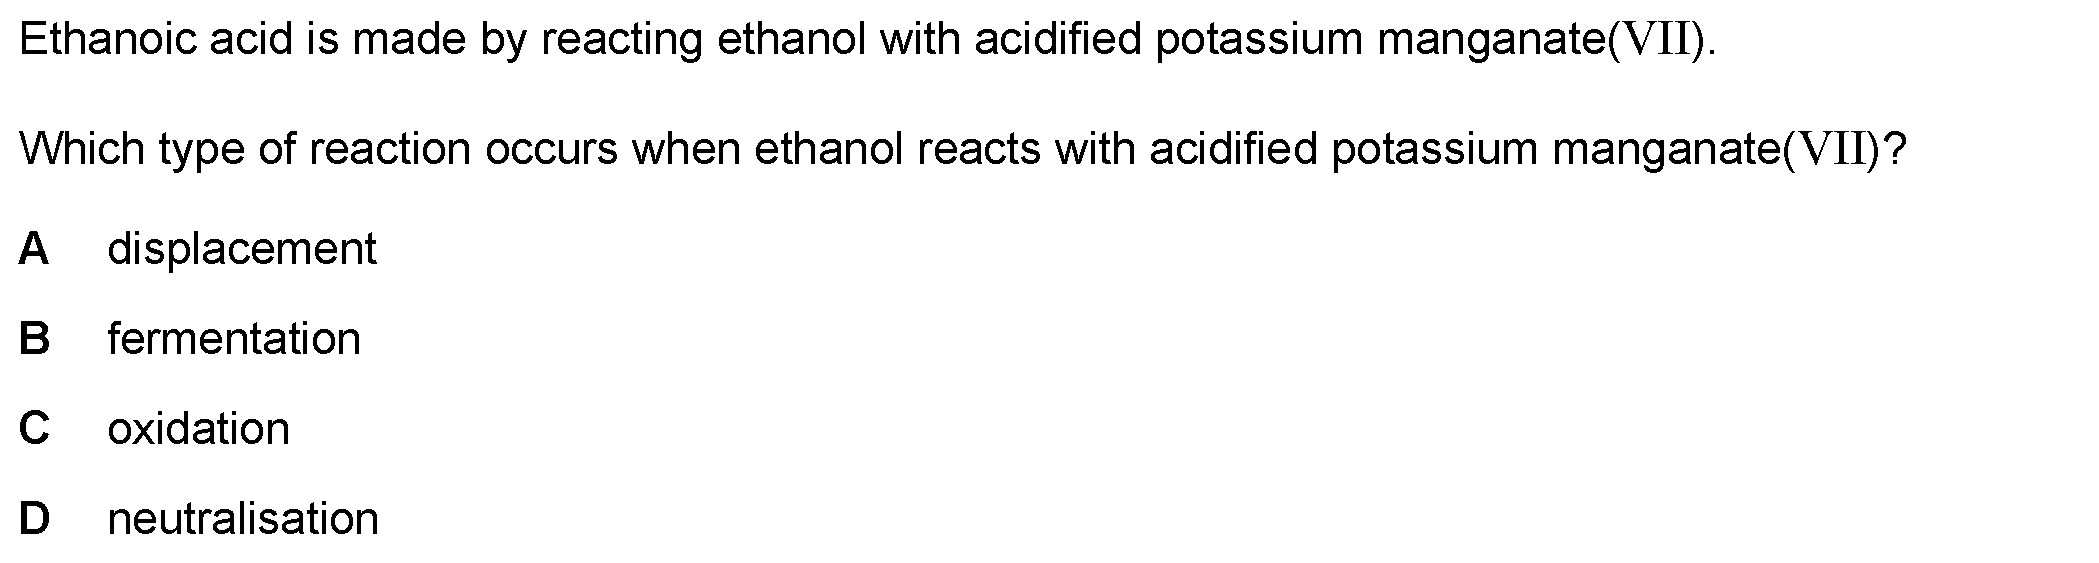 Ethanoic acid is made by reacting ethanol with acidified potassium manganate(VII).
Which type of reaction occurs when ethanol reacts with acidified potassium manganate(VII)?
A displacement
B fermentation
C oxidation
D neutralisation